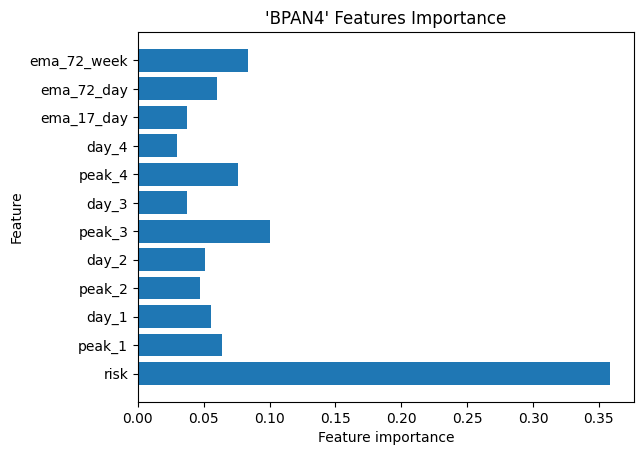 'BPAN4' Features Importance
Feature
ema_72_week
ema_72_day
ema_17_day
day_4
peak_4
day_3
peak_3
day_2
peak_2
day_1
peak_1
risk
0.00 0.05 0.10 0.15 0.20 0.25 0.30 0.35
Feature importance